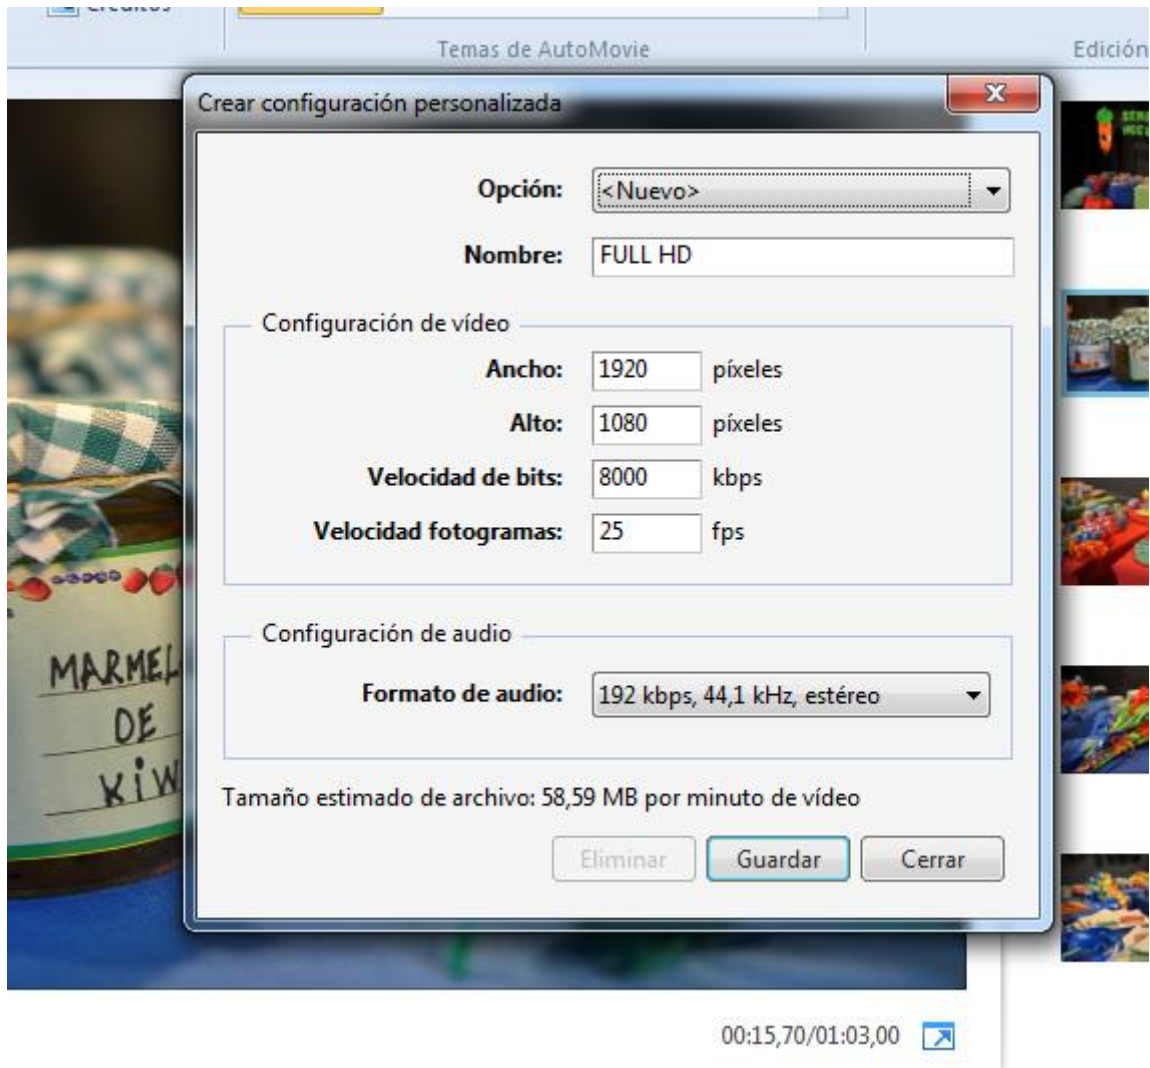 Créditos
Temas de AutoMovie
Edición
Crear configuración personalizada
Opción: <Nuevo>
Nombre: FULL HD
Configuración de vídeo
Ancho: 1920 píxeles
Alto: 1080 píxeles
Velocidad de bits: 8000 kbps
Velocidad fotogramas: 25 fps
Configuración de audio
Formato de audio: 192 kbps, 44,1 kHz, estéreo
Tamaño estimado de archivo: 58,59 MB por minuto de vídeo
Eliminar Guardar Cerrar
MARMEL
DE
KIW
00:15,70/01:03,00